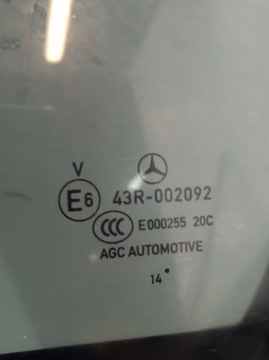 V
E6 43R-002092
CCC E000255 20C
AGC AUTOMOTIVE
14